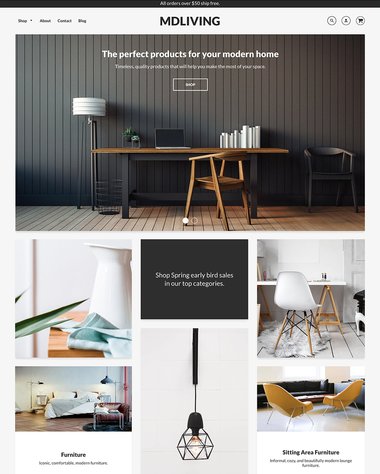 All orders over $50 ship free.
Shop About Contact Blog
MDLIVING
The perfect products for your modern home
Timeless, quality products that will help you make the most of your space.
SHOP
Shop Spring early bird sales
in our top categories.
Furniture
Iconic, comfortable, modern furniture.
Sitting Area Furniture
Informal, easy, and beautifully modern lounge
furniture.